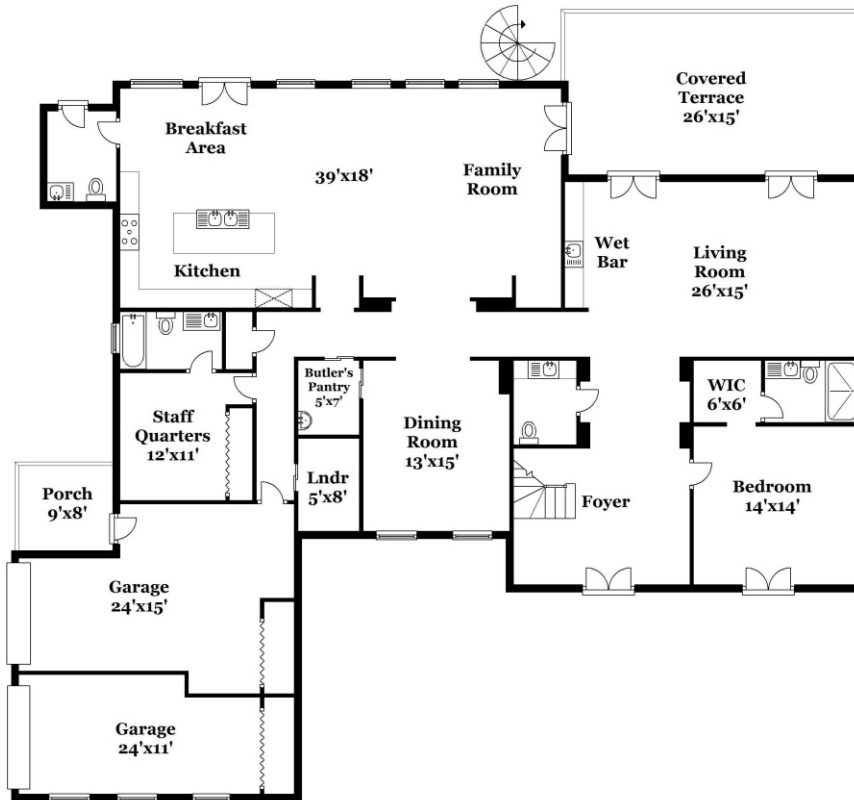 Covered
Terrace
26'x15'
Breakfast
Area
39'x18'
Family
Room
Kitchen
Wet
Bar
Living
Room
26'x15'
Butler's
Pantry
5'x7'
WIC
6'x6'
Staff
Quarters
12'x11'
Dining
Room
13'x15'
Lndr
5'x8'
Porch
9'x8'
Foyer
Bedroom
14'x14'
Garage
24'x15'
Garage
24'x11'